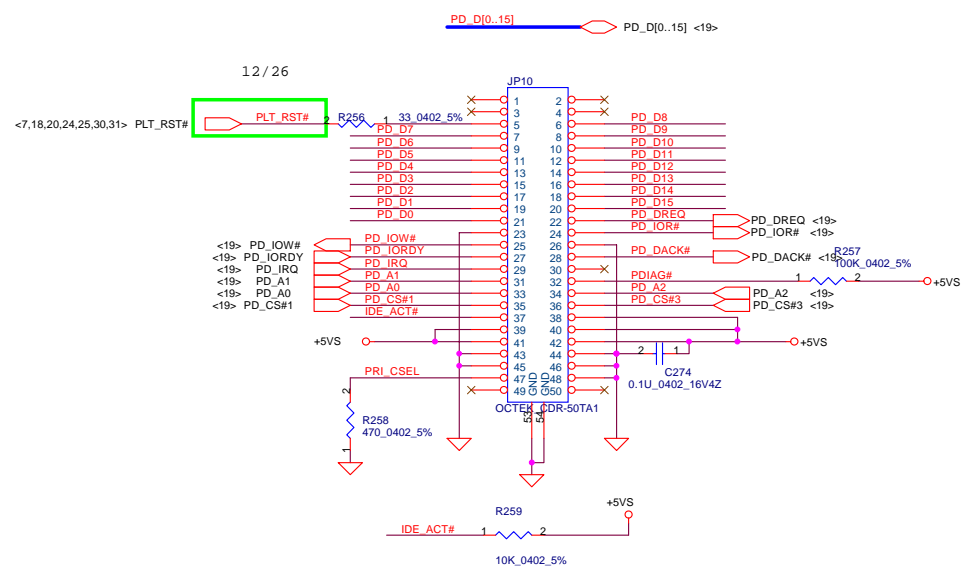 PD_D[0..15]
PD_D[0..15] <19>
12/26
JP10
<7,18,20,24,25,30,31> PLT_RST#
PLT_RST#
2 R256 1 33_0402_5%
1 2
3 4
5 6 PD_D8
PD_D7 7 8 PD_D9
PD_D6 9 10 PD_D10
PD_D5 11 12 PD_D11
PD_D4 13 14 PD_D12
PD_D3 15 16 PD_D13
PD_D2 17 18 PD_D14
PD_D1 19 20 PD_D15
PD_D0 21 22 PD_DREQ PD_DREQ <19>
23 24 PD_IOR# PD_IOR# <19>
<19> PD_IOW# PD_IOW# 25 26
<19> PD_IORDY PD_IORDY 27 28 PD_DACK# PD_DACK# <19>
R257
100K_0402_5%
<19> PD_IRQ PD_IRQ 29 30
<19> PD_A1 PD_A1 31 32 PDIAG# 1 2 +5VS
<19> PD_A0 PD_A0 33 34 PD_A2 PD_A2 <19>
<19> PD_CS#1 PD_CS#1 35 36 PD_CS#3 PD_CS#3 <19>
IDE_ACT# 37 38
39 40
+5VS 41 42 +5VS
43 44 2 1
45 46 C274
PRI_CSEL 47 48 0.1U_0402_16V4Z
49 GND GND 50
2 R258 1
470_0402_5%
OCTEK_CDR-50TA1
53 54
+5VS
R259
IDE_ACT# 1 2
10K_0402_5%